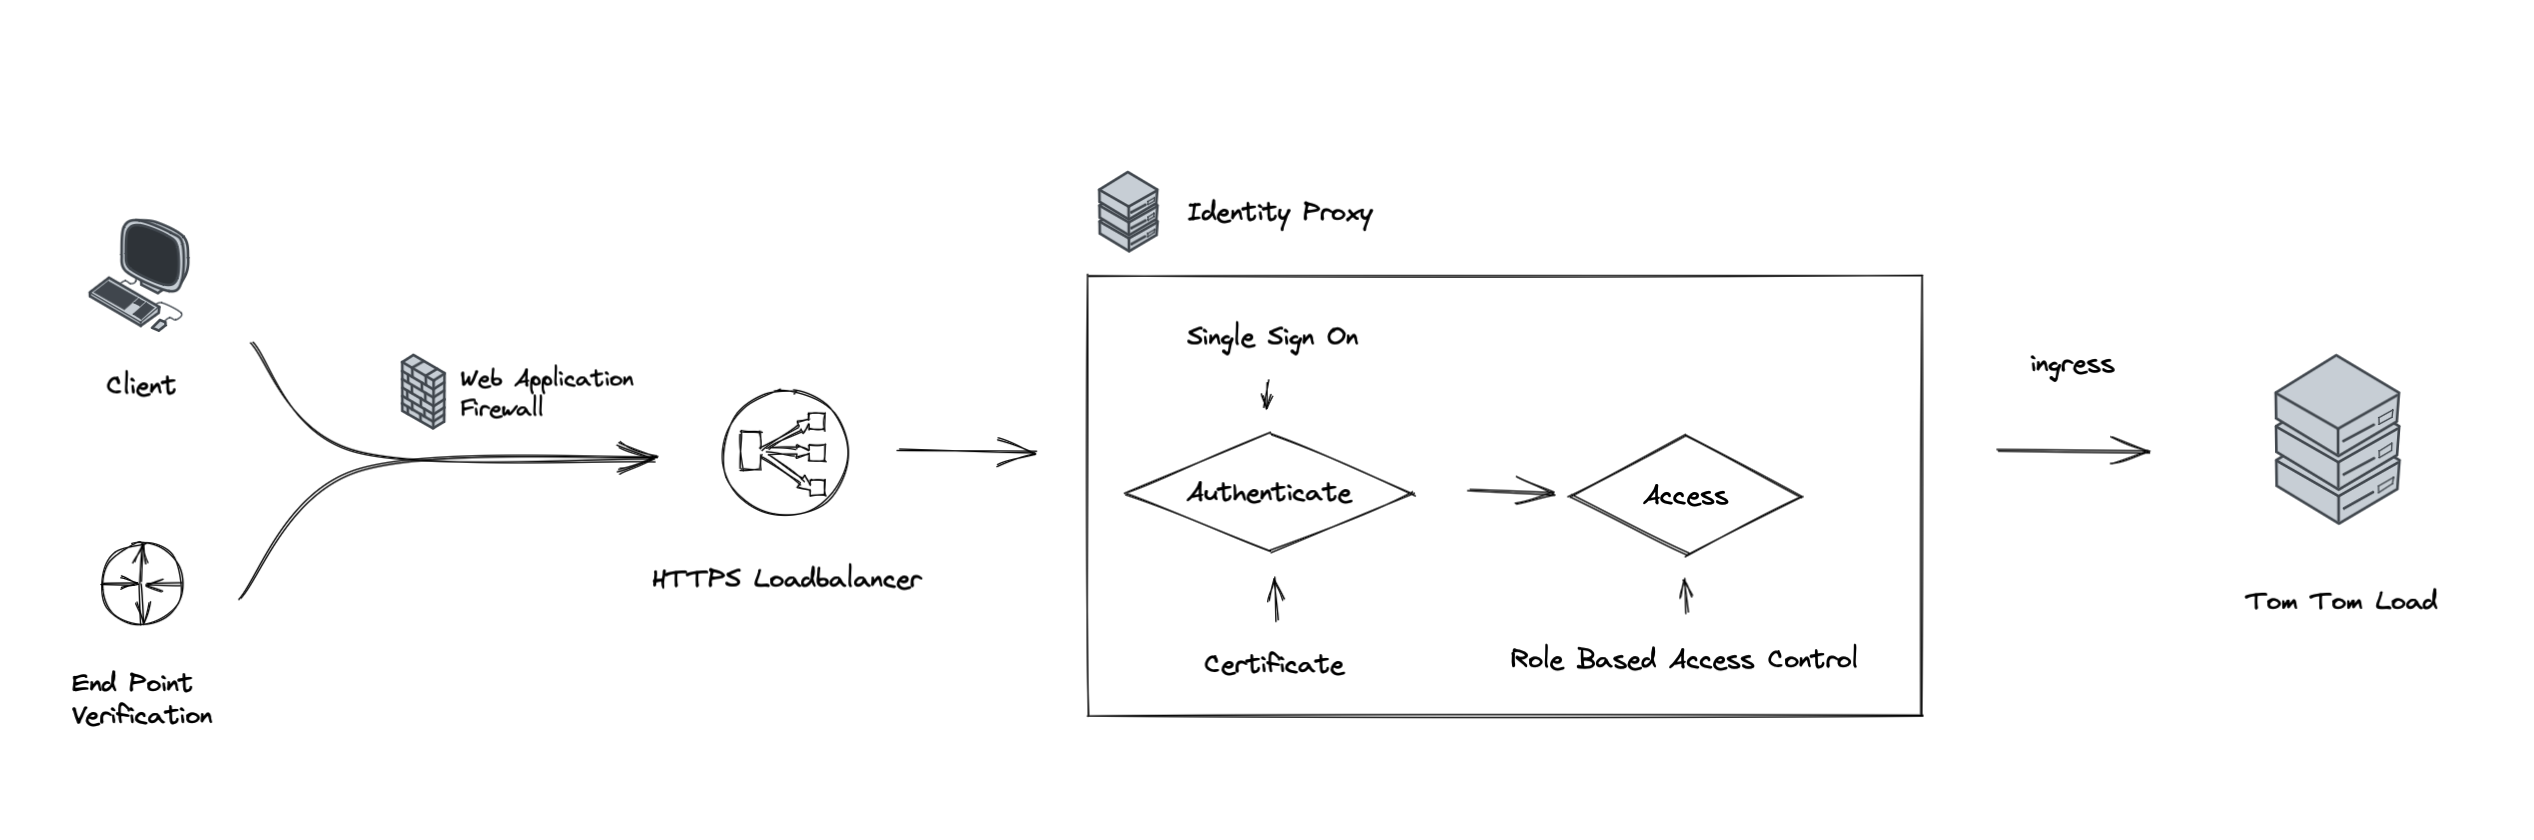 Identity Proxy
Single Sign On
ingress
Client
Web Application
Firewall
Authenticate
Access
HTTPS Loadbalancer
Tom Tom Load
Certificate
Role Based Access Control
End Point
Verification